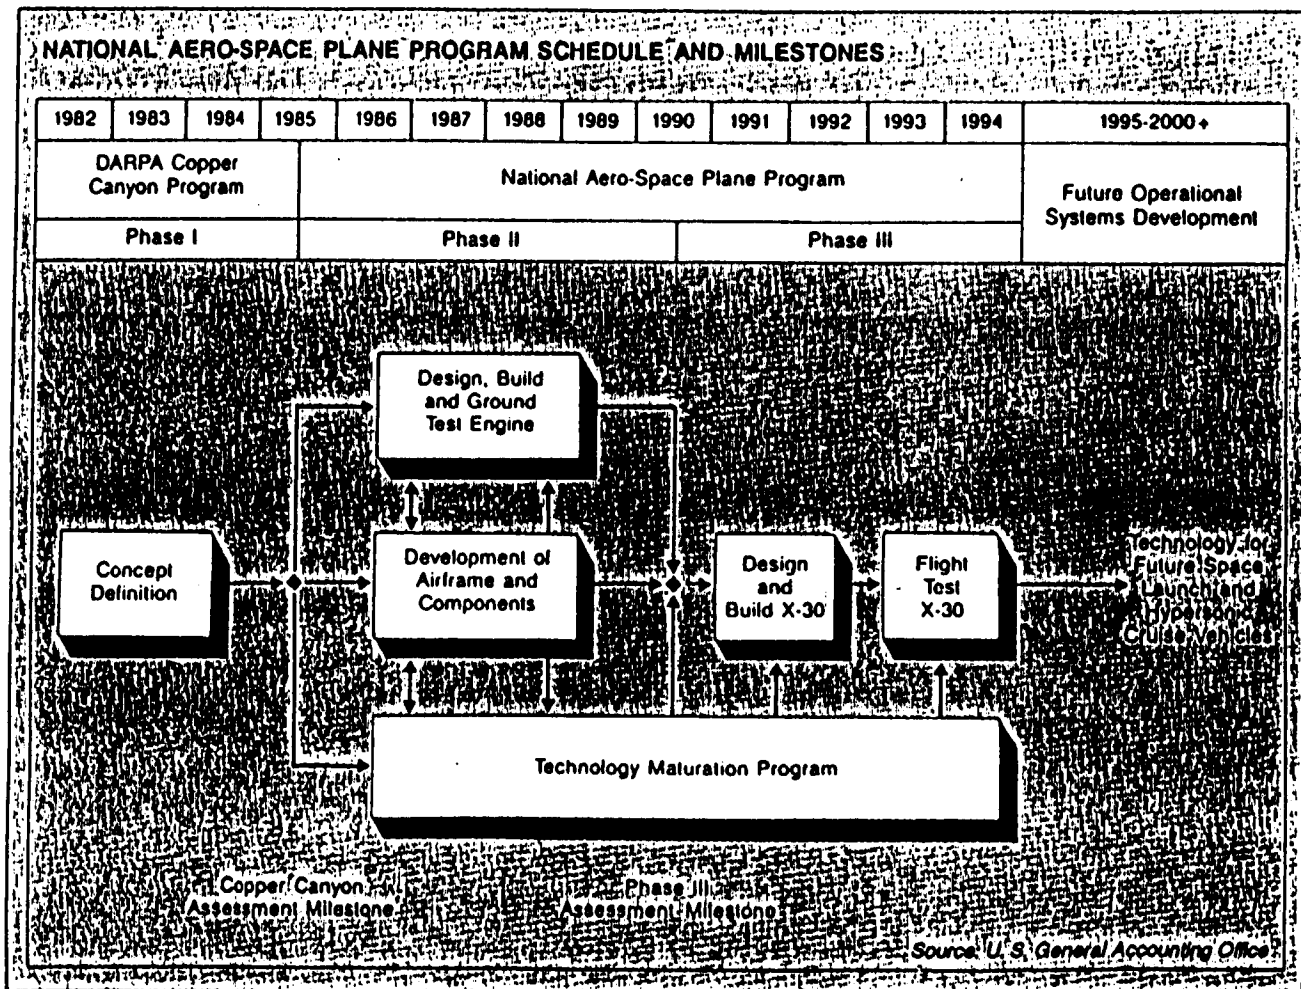 NATIONAL AERO-SPACE PLANE PROGRAM SCHEDULE AND MILESTONES
1982 1983 1984 1985 1986 1987 1988 1989 1990 1991 1992 1993 1994 1995-2000+
DARPA Copper
Canyon Program
National Aero-Space Plane Program
Future Operational
Systems Development
Phase I
Phase II
Phase III
Design, Build
and Ground
Test Engine
Concept
Definition
Development of
Airframe and
Components
Design
and
Build X-30
Flight
Test
X-30
Technology for
Future Space
Launch and
Hypersonic
Cruise Vehicles
Technology Maturation Program
Copper Canyon
Assessment Milestone
Phase III
Assessment Milestone
Source: U. S. General Accounting Office